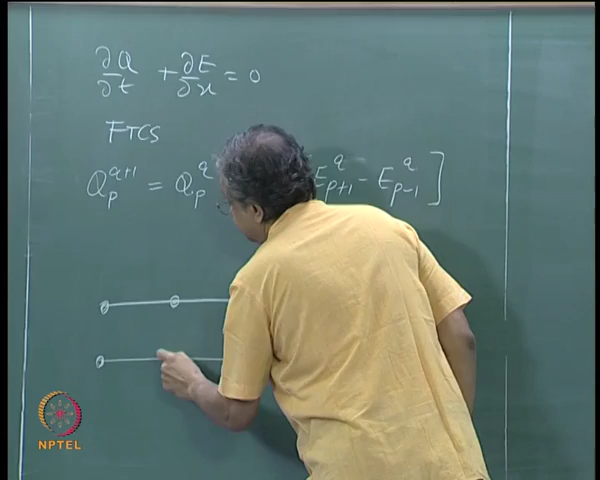 ∂Q/∂t + ∂E/∂x = 0
FTCS
Q_p^{q+1} = Q_p^q E_{p+1}^q - E_{p-1}^q ]
NPTEL